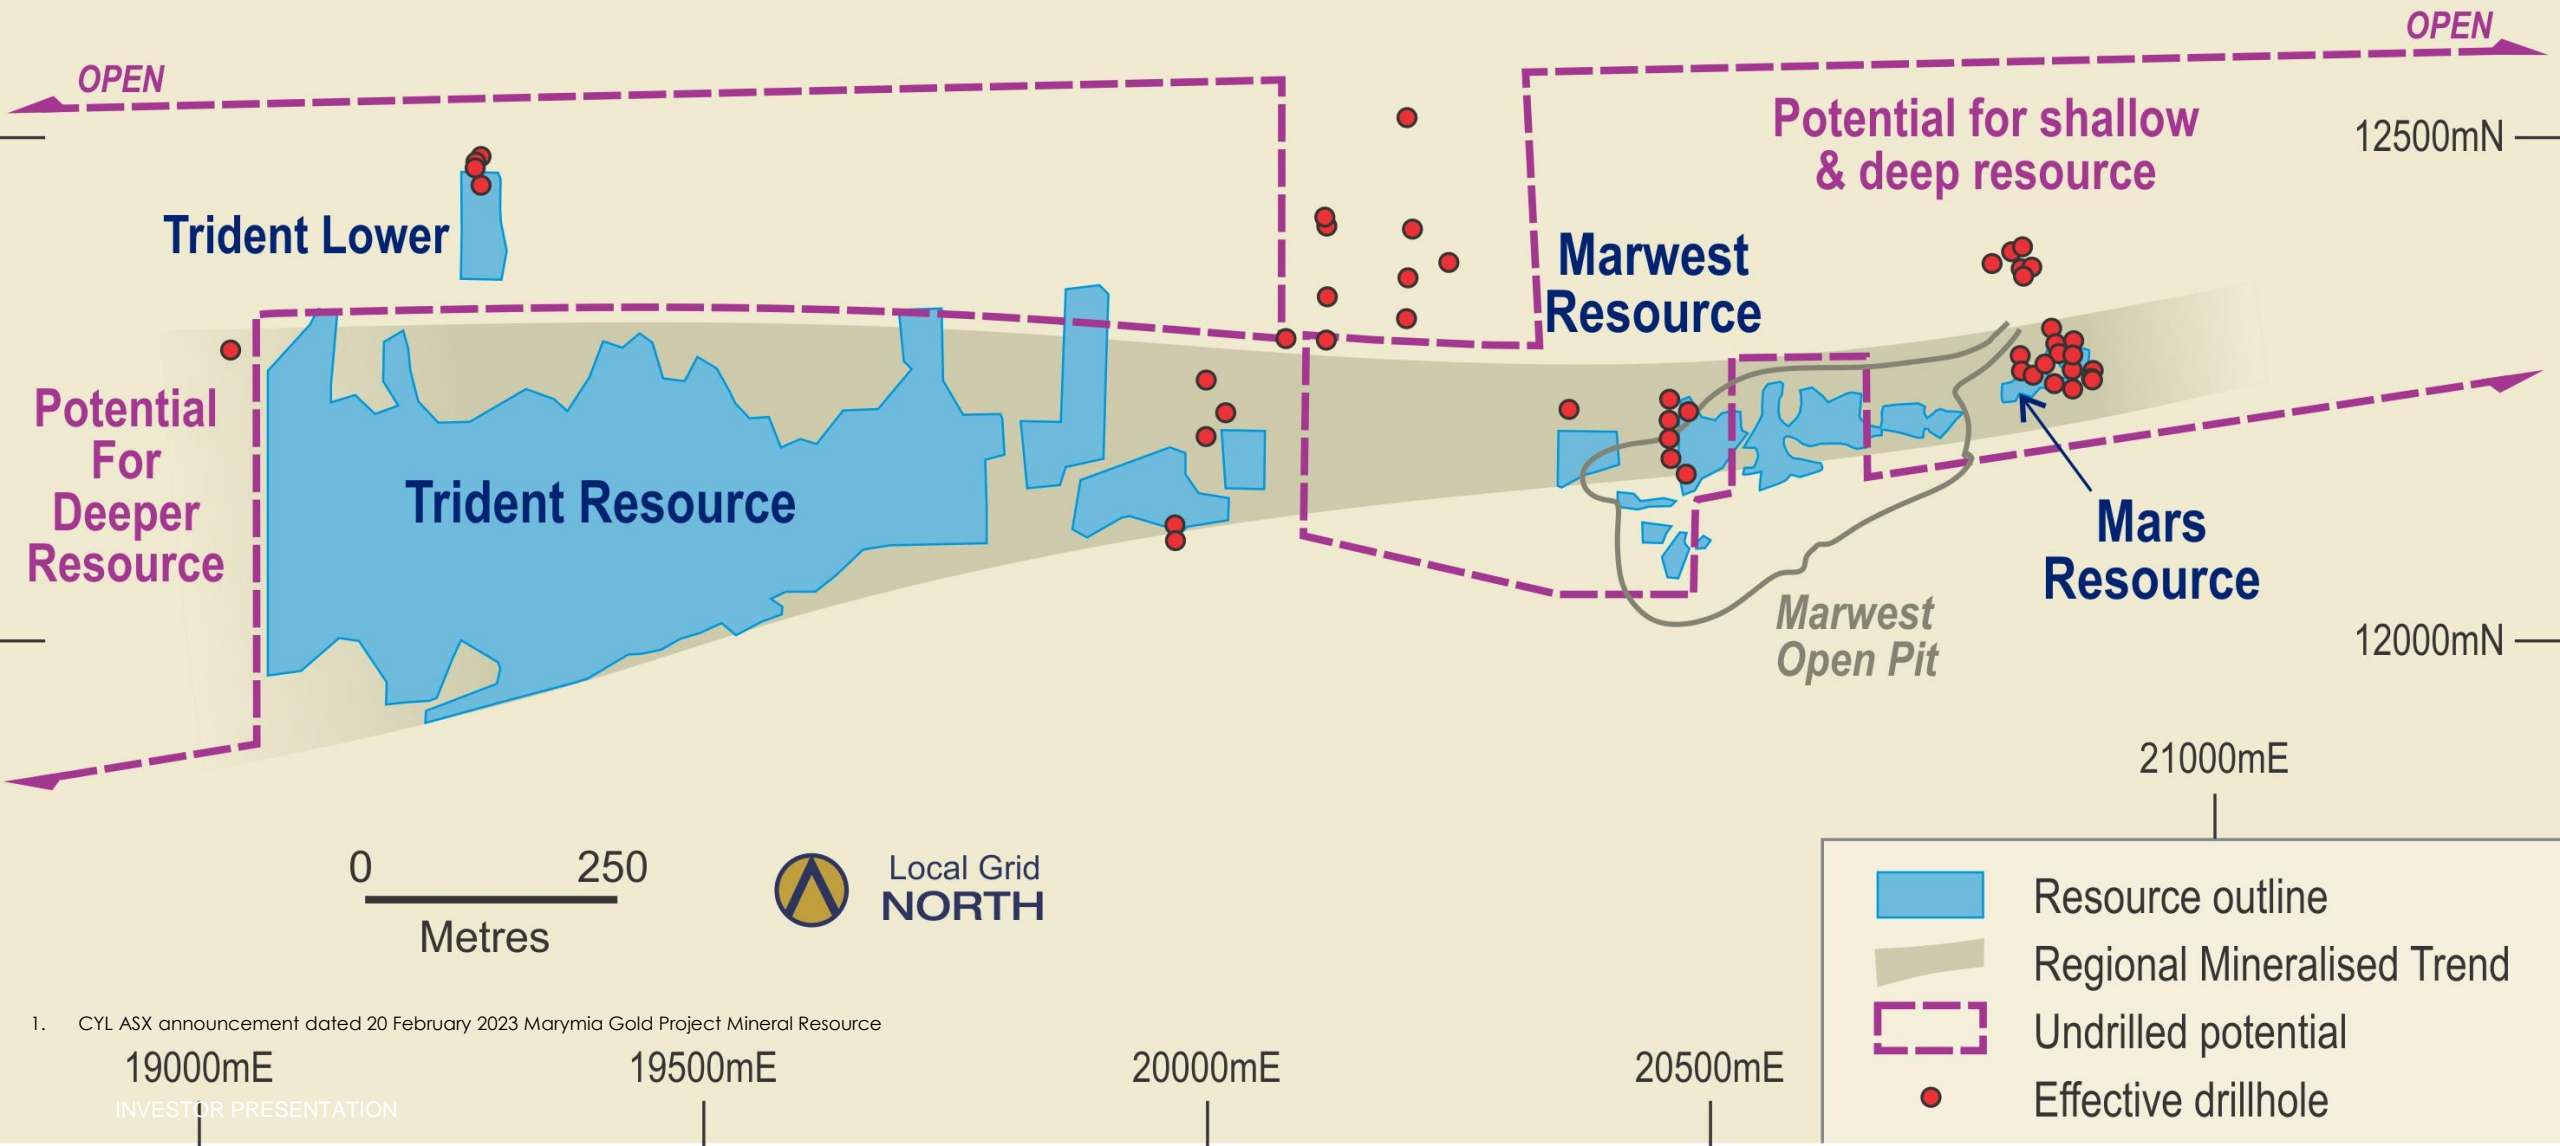 OPEN
OPEN
Potential for shallow
& deep resource
12500mN
Trident Lower
Marwest
Resource
Potential
For
Deeper
Resource
Trident Resource
Mars
Resource
Marwest
Open Pit
12000mN
21000mE
0 250
Metres
Local Grid
NORTH
Resource outline
Regional Mineralised Trend
Undrilled potential
Effective drillhole
1. CYL ASX announcement dated 20 February 2023 Marymia Gold Project Mineral Resource
19000mE 19500mE 20000mE 20500mE
INVESTOR PRESENTATION